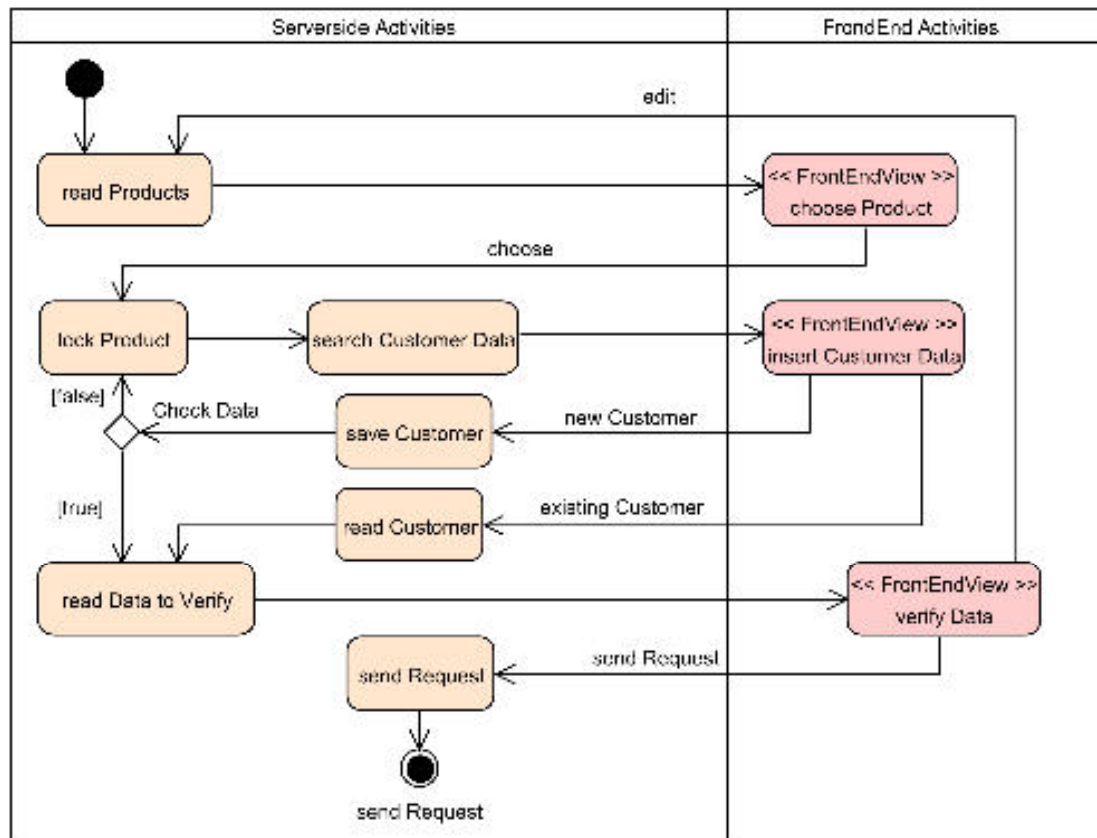 Serverside Activities
FrondEnd Activities
edit
read Products
<< FrontEndView >>
choose Product
choose
lock Product
search Customer Data
<< FrontEndView >>
insert Customer Data
[false]
Check Data
save Customer
new Customer
[true]
read Customer
existing Customer
read Data to Verify
<< FrontEndView >>
verify Data
send Request
send Request
send Request